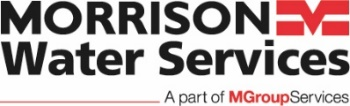 MORRISON
Water Services
A part of MGroupServices